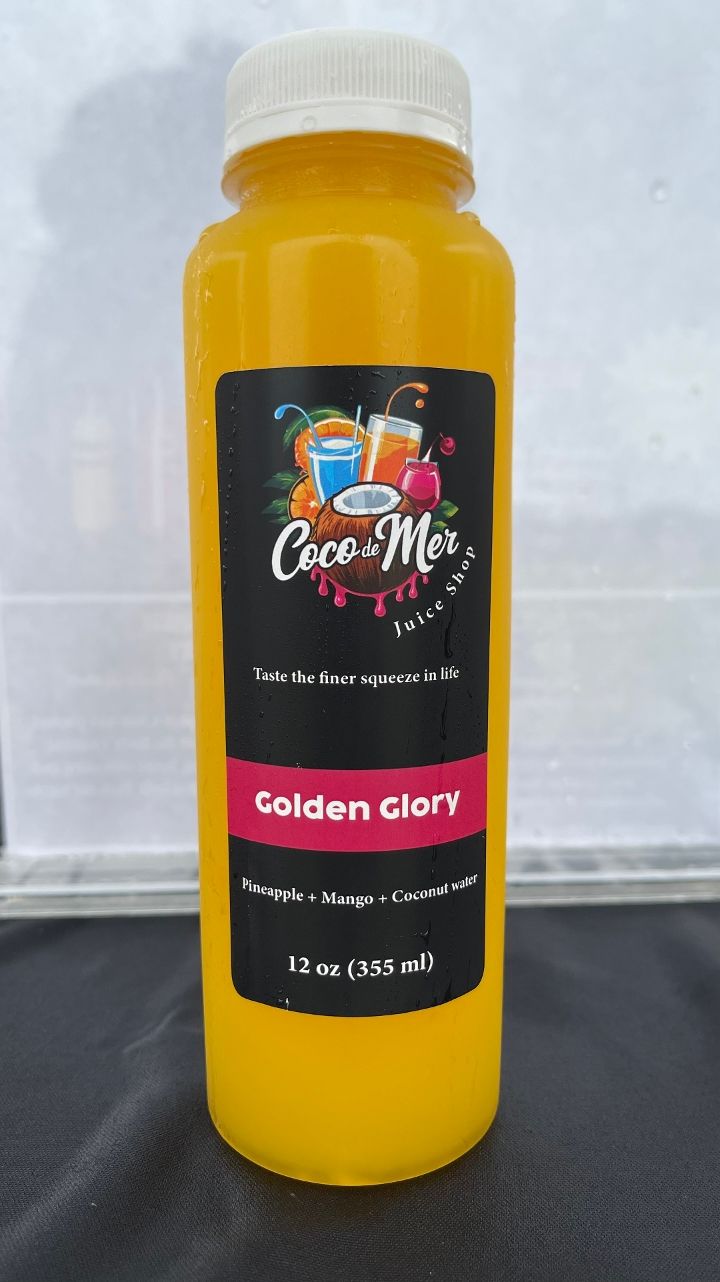 Coco de Mer
Juice Shop
Taste the finer squeeze in life
Golden Glory
Pineapple + Mango + Coconut water
12 oz (355 ml)